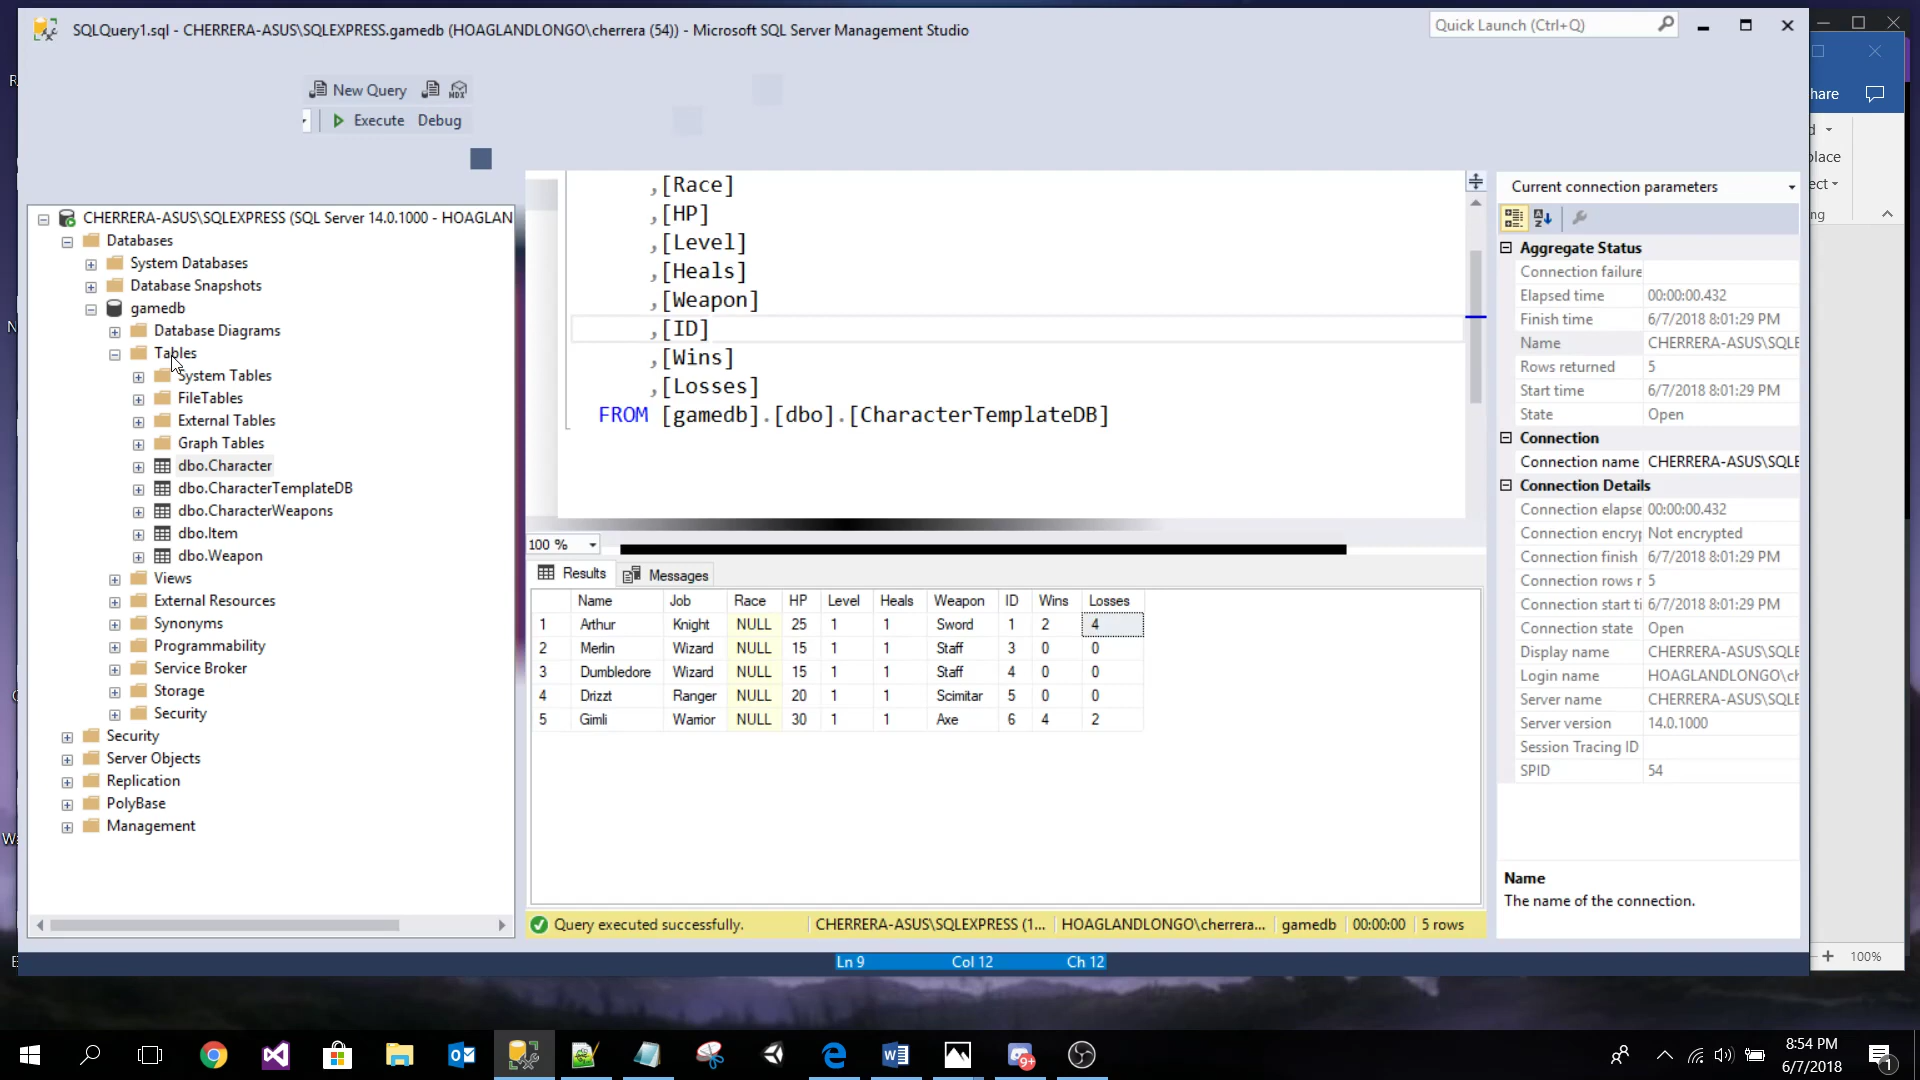 SQLQuery1.sql - CHERRERA-ASUS\SQLEXPRESS.gamedb (HOAGLANDLONGO\cherrera (54)) - Microsoft SQL Server Management Studio
Quick Launch (Ctrl+Q)
New Query
MDX
Execute Debug
CHERRERA-ASUS\SQLEXPRESS (SQL Server 14.0.1000 - HOAGLAN
Databases
System Databases
Database Snapshots
gamedb
Database Diagrams
Tables
System Tables
FileTables
External Tables
Graph Tables
dbo.Character
dbo.CharacterTemplateDB
dbo.CharacterWeapons
dbo.Item
dbo.Weapon
Views
External Resources
Synonyms
Programmability
Service Broker
Storage
Security
Security
Server Objects
Replication
PolyBase
Management
,[Race]
,[HP]
,[Level]
,[Heals]
,[Weapon]
,[ID]
,[Wins]
,[Losses]
FROM [gamedb].[dbo].[CharacterTemplateDB]
100 %
Results Messages
Name Job Race HP Level Heals Weapon ID Wins Losses
1 Arthur Knight NULL 25 1 1 Sword 1 2 4
2 Merlin Wizard NULL 15 1 1 Staff 3 0 0
3 Dumbledore Wizard NULL 15 1 1 Staff 4 0 0
4 Drizzt Ranger NULL 20 1 1 Scimitar 5 0 0
5 Gimli Warrior NULL 30 1 1 Axe 6 4 2
Query executed successfully. CHERRERA-ASUS\SQLEXPRESS (1... HOAGLANDLONGO\cherrera... gamedb 00:00:00 5 rows
Ln 9 Col 12 Ch 12
Current connection parameters
Aggregate Status
Connection failure
Elapsed time 00:00:00.432
Finish time 6/7/2018 8:01:29 PM
Name CHERRERA-ASUS\SQLE
Rows returned 5
Start time 6/7/2018 8:01:29 PM
State Open
Connection
Connection name CHERRERA-ASUS\SQLE
Connection Details
Connection elapse 00:00:00.432
Connection encryp Not encrypted
Connection finish 6/7/2018 8:01:29 PM
Connection rows r 5
Connection start ti 6/7/2018 8:01:29 PM
Connection state Open
Display name CHERRERA-ASUS\SQLE
Login name HOAGLANDLONGO\ch
Server name CHERRERA-ASUS\SQLE
Server version 14.0.1000
Session Tracing ID
SPID 54
Name
The name of the connection.
hare
d
place
ect
ng
100%
9+
8:54 PM
6/7/2018
1